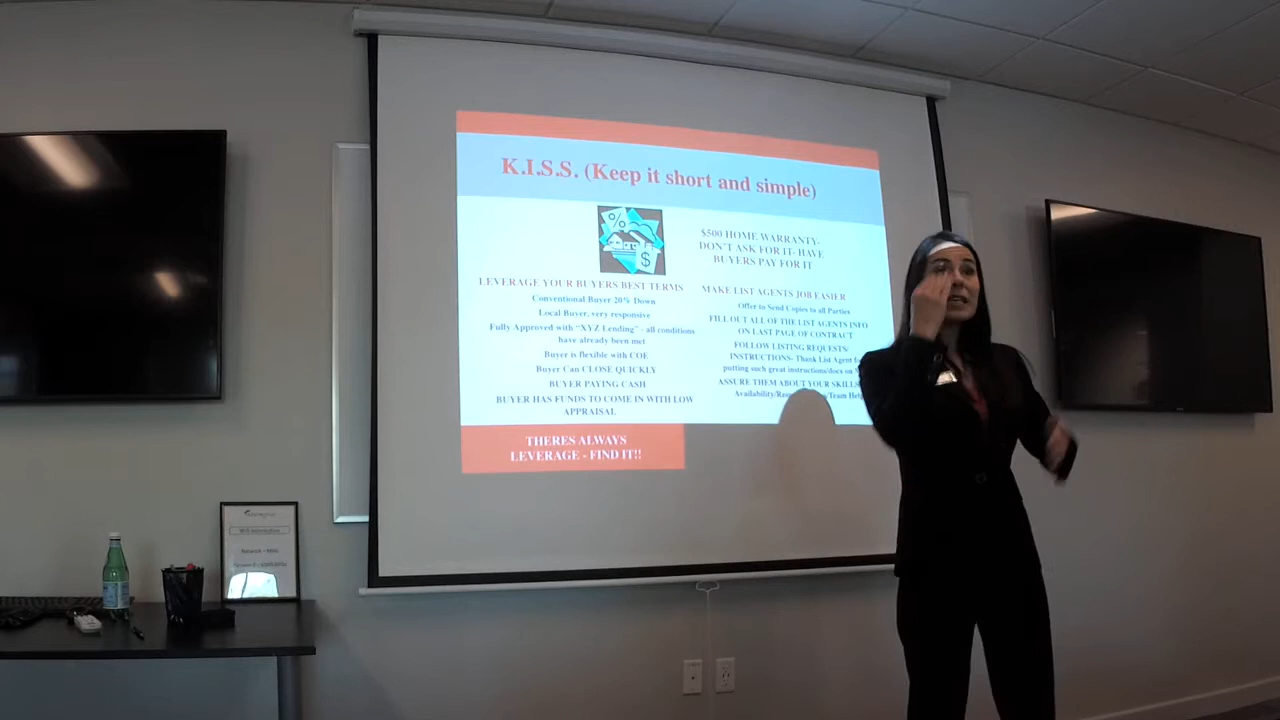 K.I.S.S. (Keep it short and simple)
LEVERAGE YOUR BUYERS BEST TERMS
Conventional Buyer 20% Down
Local Buyer, very responsive
Fully Approved with "XYZ Lending" - all conditions
have already been met
Buyer is flexible with COE
Buyer Can CLOSE QUICKLY
BUYER PAYING CASH
BUYER HAS FUNDS TO COME IN WITH LOW
APPRAISAL
THERES ALWAYS
LEVERAGE - FIND IT!!
$500 HOME WARRANTY-
DON'T ASK FOR IT- HAVE
BUYERS PAY FOR IT
MAKE LIST AGENTS JOB EASIER
Offer to Send Copies to all Parties
FILL OUT ALL OF THE LIST AGENTS INFO
ON LAST PAGE OF CONTRACT
FOLLOW LISTING REQUESTS/
INSTRUCTIONS- Thank List Agent
putting such great instructions/docs on
ASSURE THEM ABOUT YOUR
Wifi Information